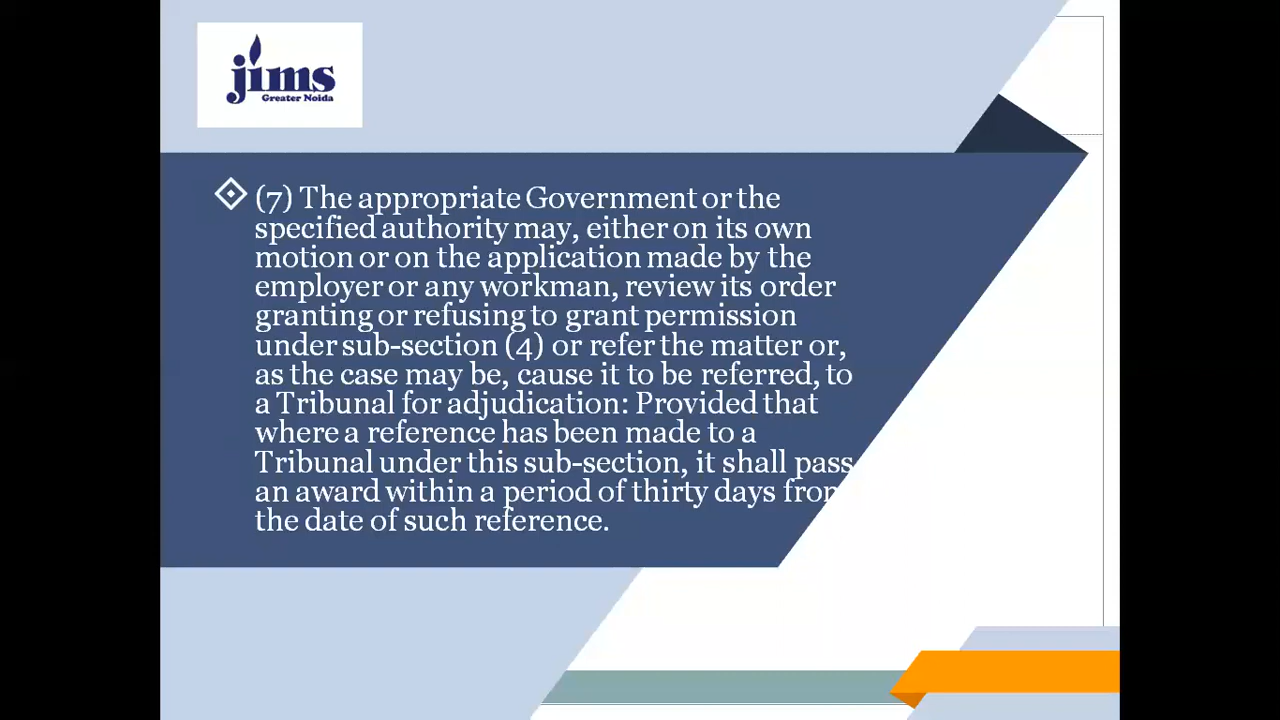 jims
Greater Noida
(7) The appropriate Government or the
specified authority may, either on its own
motion or on the application made by the
employer or any workman, review its order
granting or refusing to grant permission
under sub-section (4) or refer the matter or,
as the case may be, cause it to be referred, to
a Tribunal for adjudication: Provided that
where a reference has been made to a
Tribunal under this sub-section, it shall pass
an award within a period of thirty days from
the date of such reference.